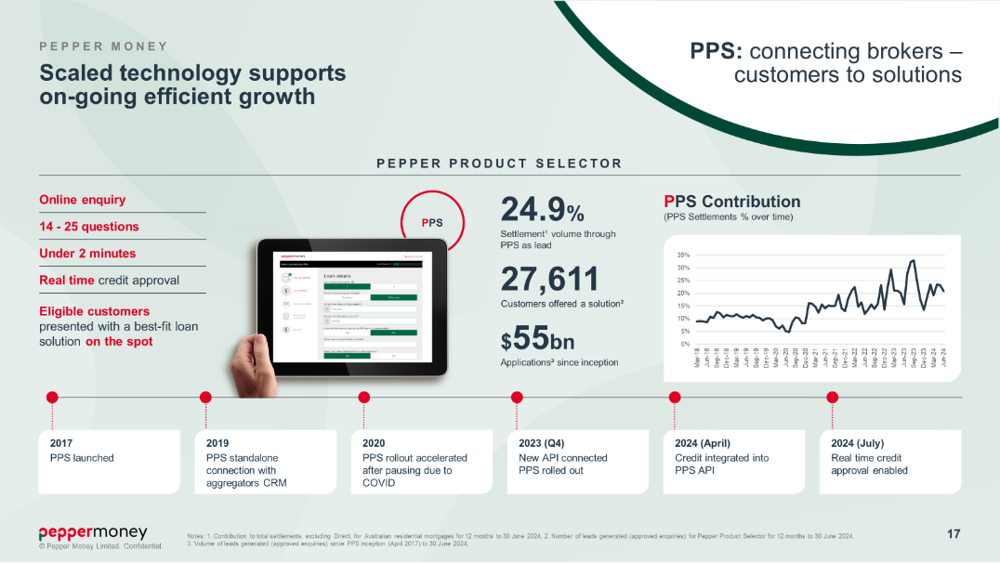 PEPPER MONEY
Scaled technology supports
on-going efficient growth
PPS: connecting brokers –
customers to solutions
PEPPER PRODUCT SELECTOR
Online enquiry
14 - 25 questions
Under 2 minutes
Real time credit approval
Eligible customers
presented with a best-fit loan
solution on the spot
PPS
peppermoney
Loan details
24.9%
Settlement¹ volume through
PPS as lead
27,611
Customers offered a solution²
$55bn
Applications³ since inception
PPS Contribution
(PPS Settlements % over time)
35%
30%
25%
20%
15%
10%
5%
0%
Mar-18
Jun-18
Sep-18
Dec-18
Mar-19
Jun-19
Sep-19
Dec-19
Mar-20
Jun-20
Sep-20
Dec-20
Mar-21
Jun-21
Sep-21
Dec-21
Mar-22
Jun-22
Sep-22
Dec-22
Mar-23
Jun-23
Sep-23
Dec-23
Mar-24
Jun-24
2017
PPS launched
2019
PPS standalone
connection with
aggregators CRM
2020
PPS rollout accelerated
after pausing due to
COVID
2023 (Q4)
New API connected
PPS rolled out
2024 (April)
Credit integrated into
PPS API
2024 (July)
Real time credit
approval enabled
peppermoney
© Pepper Money Limited. Confidential.
Notes: 1. Contribution to total settlements, excluding Direct, for Australian residential mortgages for 12 months to 30 June 2024. 2. Number of leads generated (approved enquiries) for Pepper Product Selector for 12 months to 30 June 2024.
3. Volume of leads generated (approved enquiries) since PPS inception (April 2017) to 30 June 2024.
17